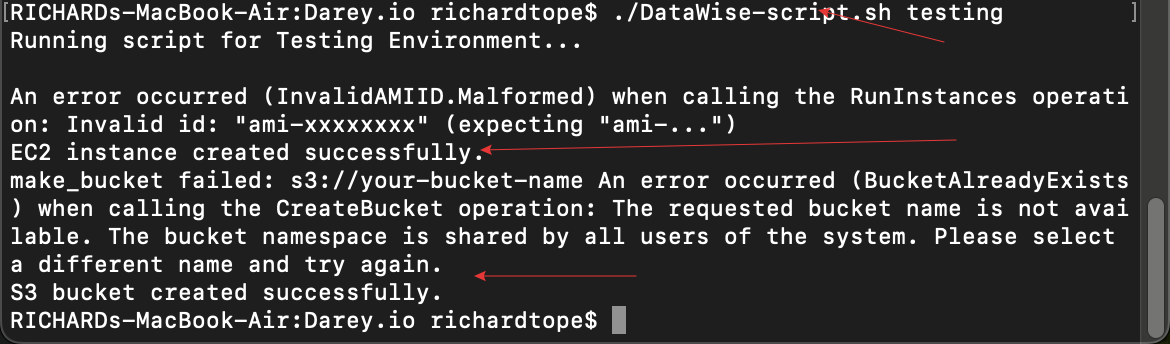 [RICHARDs-MacBook-Air:Darey.io richardtope$ ./DataWise-script.sh testing ]
Running script for Testing Environment...
An error occurred (InvalidAMIID.Malformed) when calling the RunInstances operati
on: Invalid id: "ami-xxxxxxxx" (expecting "ami-...")
EC2 instance created successfully.
make_bucket failed: s3://your-bucket-name An error occurred (BucketAlreadyExists
) when calling the CreateBucket operation: The requested bucket name is not avai
lable. The bucket namespace is shared by all users of the system. Please select
a different name and try again.
S3 bucket created successfully.
RICHARDs-MacBook-Air:Darey.io richardtope$